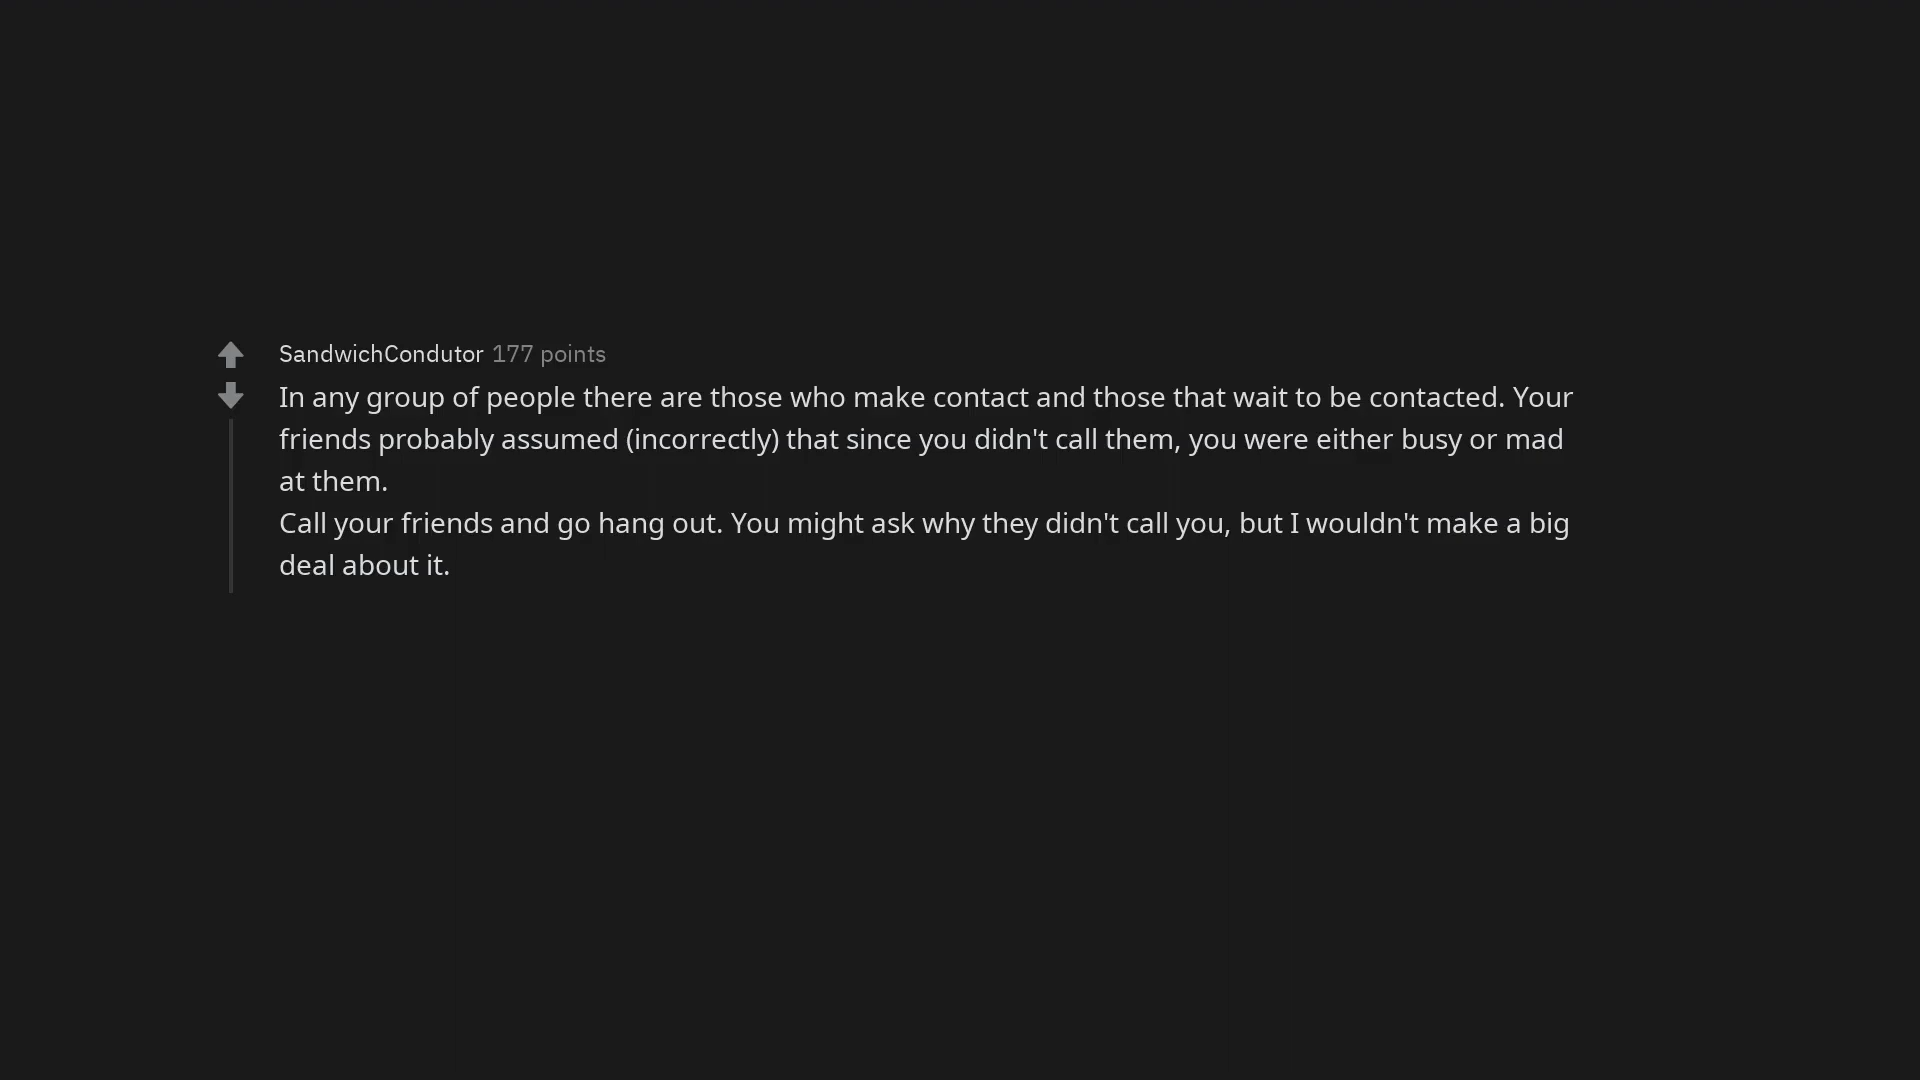 SandwichCondutor 177 points
In any group of people there are those who make contact and those that wait to be contacted. Your
friends probably assumed (incorrectly) that since you didn't call them, you were either busy or mad
at them.
Call your friends and go hang out. You might ask why they didn't call you, but I wouldn't make a big
deal about it.